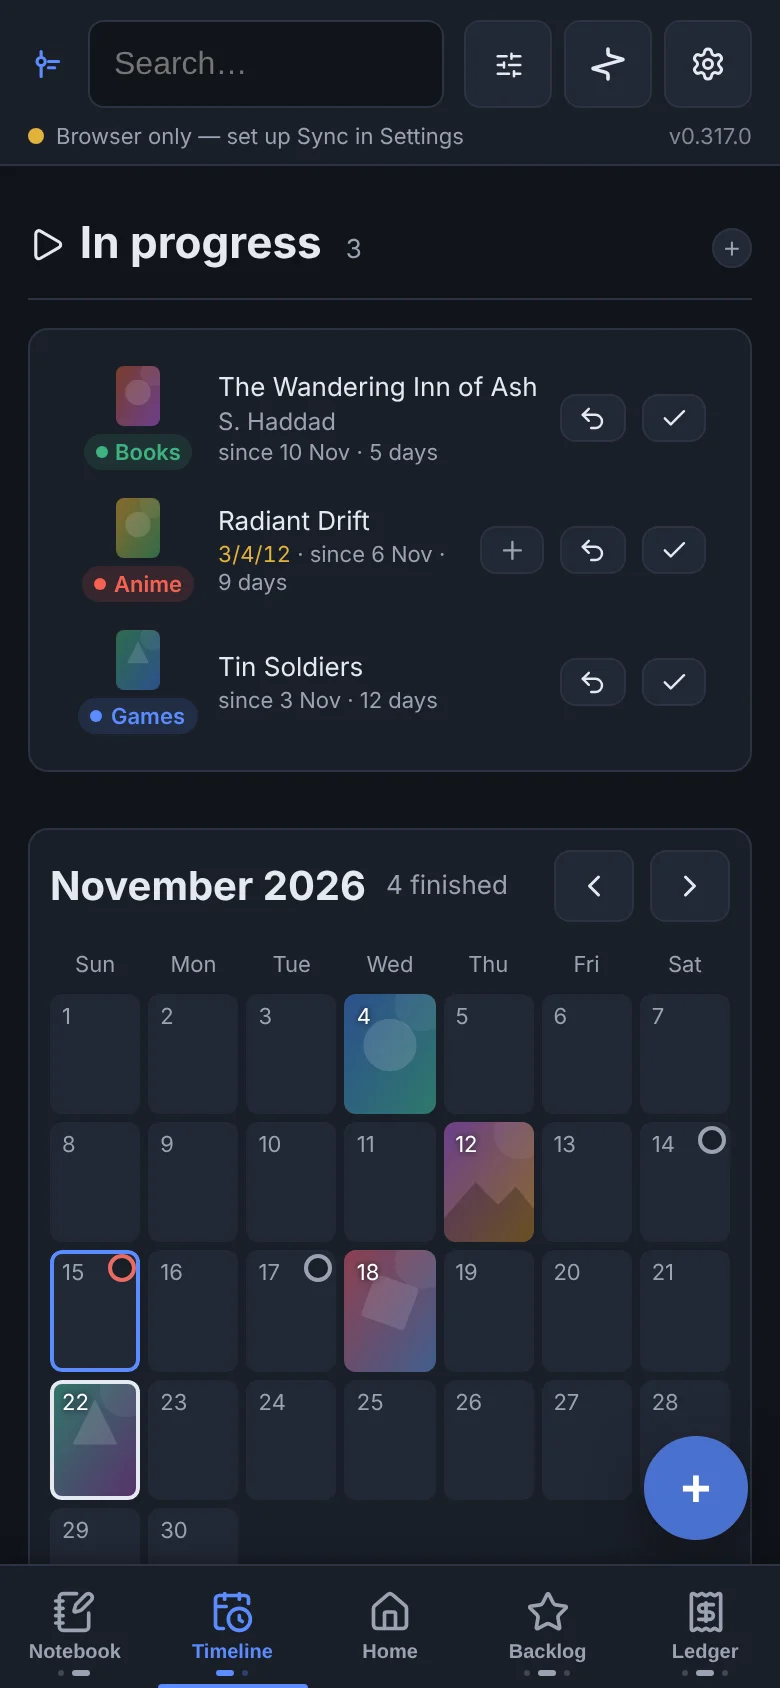 Search…
Browser only — set up Sync in Settings
v0.317.0
In progress 3
The Wandering Inn of Ash
S. Haddad
Books
since 10 Nov · 5 days
Radiant Drift
3/4/12 · since 6 Nov ·
Anime
9 days
Tin Soldiers
since 3 Nov · 12 days
Games
November 2026 4 finished
Sun Mon Tue Wed Thu Fri Sat
1 2 3 4 5 6 7
8 9 10 11 12 13 14
15 16 17 18 19 20 21
22 23 24 25 26 27 28
29 30
Notebook Timeline Home Backlog Ledger